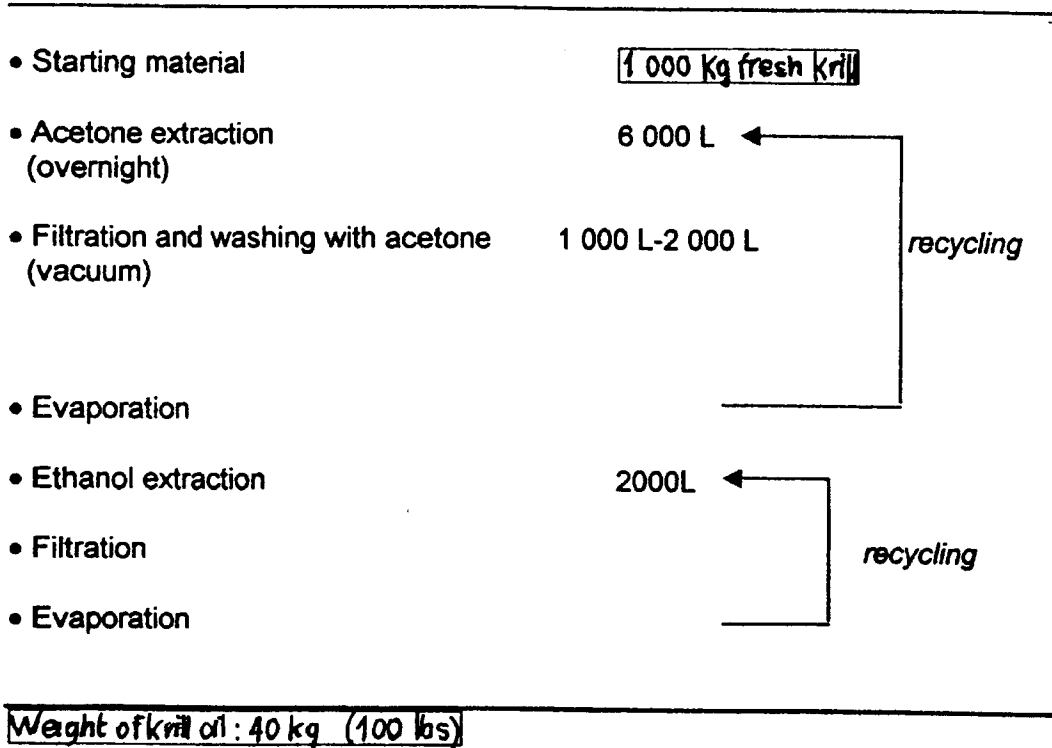 • Starting material 1 000 Kg fresh krill
• Acetone extraction 6 000 L
(overnight)
• Filtration and washing with acetone 1 000 L-2 000 L recycling
(vacuum)
• Evaporation
• Ethanol extraction 2000L
• Filtration recycling
• Evaporation
Weight of krill oil : 40 kg (100 lbs)